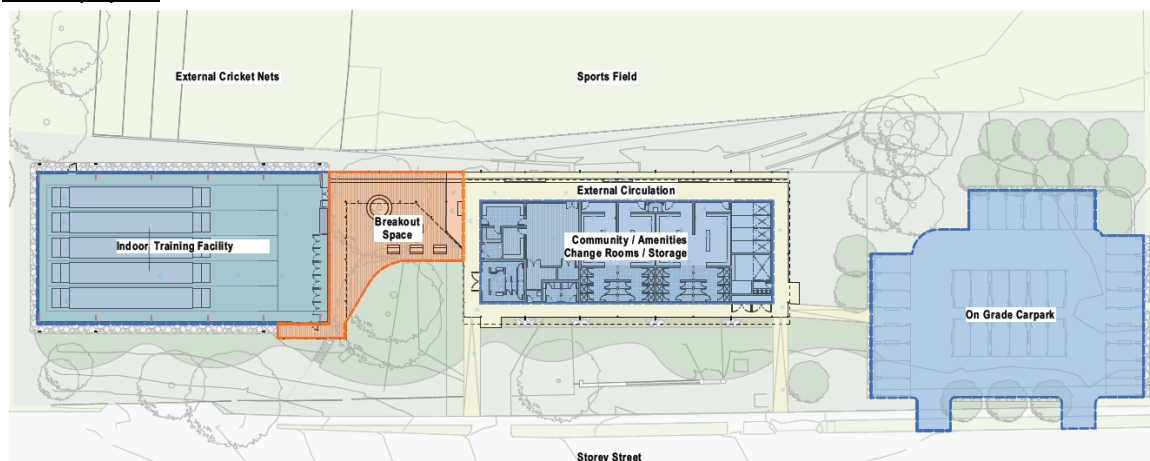 External Cricket Nets
Sports Field
External Circulation
Breakout
Space
Indoor Training Facility
Community / Amenities
Change Rooms / Storage
On Grade Carpark
Storey Street